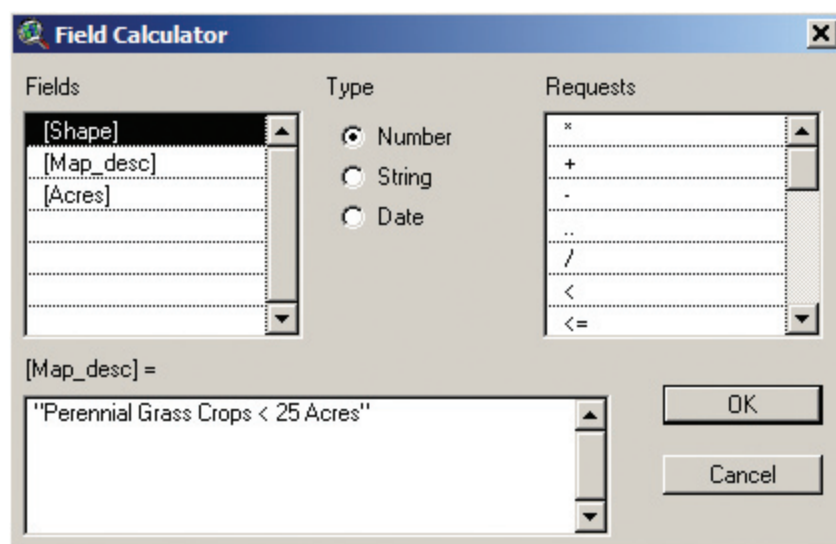 Field Calculator
Fields
Type
Requests
[Shape]
[Map_desc]
[Acres]
Number
String
Date
*
+
-
..
/
<
<=
[Map_desc] =
"Perennial Grass Crops < 25 Acres"
OK
Cancel